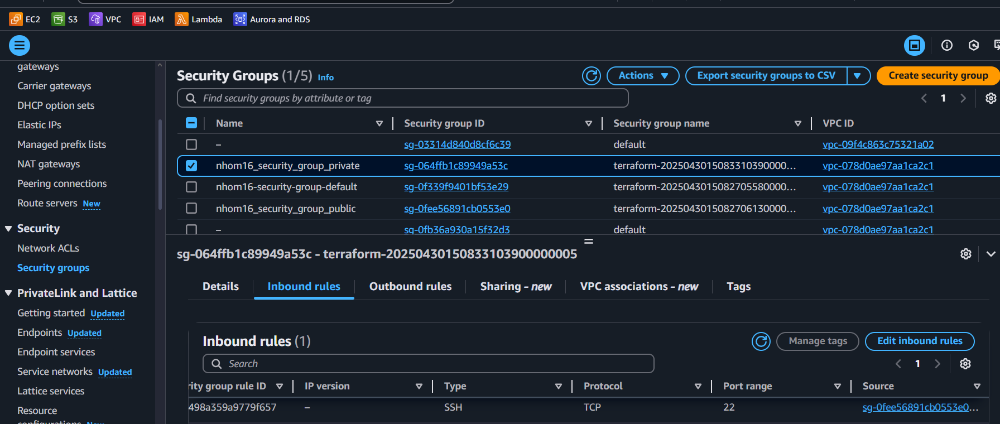 EC2 S3 VPC IAM Lambda Aurora and RDS
gateways
Carrier gateways
DHCP option sets
Elastic IPs
Managed prefix lists
NAT gateways
Peering connections
Route servers New
Security
Network ACLs
Security groups
PrivateLink and Lattice
Getting started Updated
Endpoints Updated
Endpoint services
Service networks Updated
Lattice services
Resource
configurations New
Security Groups (1/5) Info
Actions Export security groups to CSV Create security group
Find security groups by attribute or tag
1
Name Security group ID Security group name VPC ID
– sg-03314d840d8cf6c39 default vpc-09f4c863c75321a02
nhom16_security_group_private sg-064ffb1c89949a53c terraform-2025043015083310390000... vpc-078d0ae97aa1ca2c1
nhom16-security-group-default sg-0f339f9401bf53e29 terraform-2025043015082705580000... vpc-078d0ae97aa1ca2c1
nhom16_security_group_public sg-0fee56891cb0553e0 terraform-2025043015082706130000... vpc-078d0ae97aa1ca2c1
– sg-0fb36a930a15f32d3 default vpc-078d0ae97aa1ca2c1
sg-064ffb1c89949a53c - terraform-20250430150833103900000005
Details Inbound rules Outbound rules Sharing - new VPC associations - new Tags
Inbound rules (1)
Manage tags Edit inbound rules
Search
1
rity group rule ID IP version Type Protocol Port range Source
498a359a9779f657 – SSH TCP 22 sg-0fee56891cb0553e0...